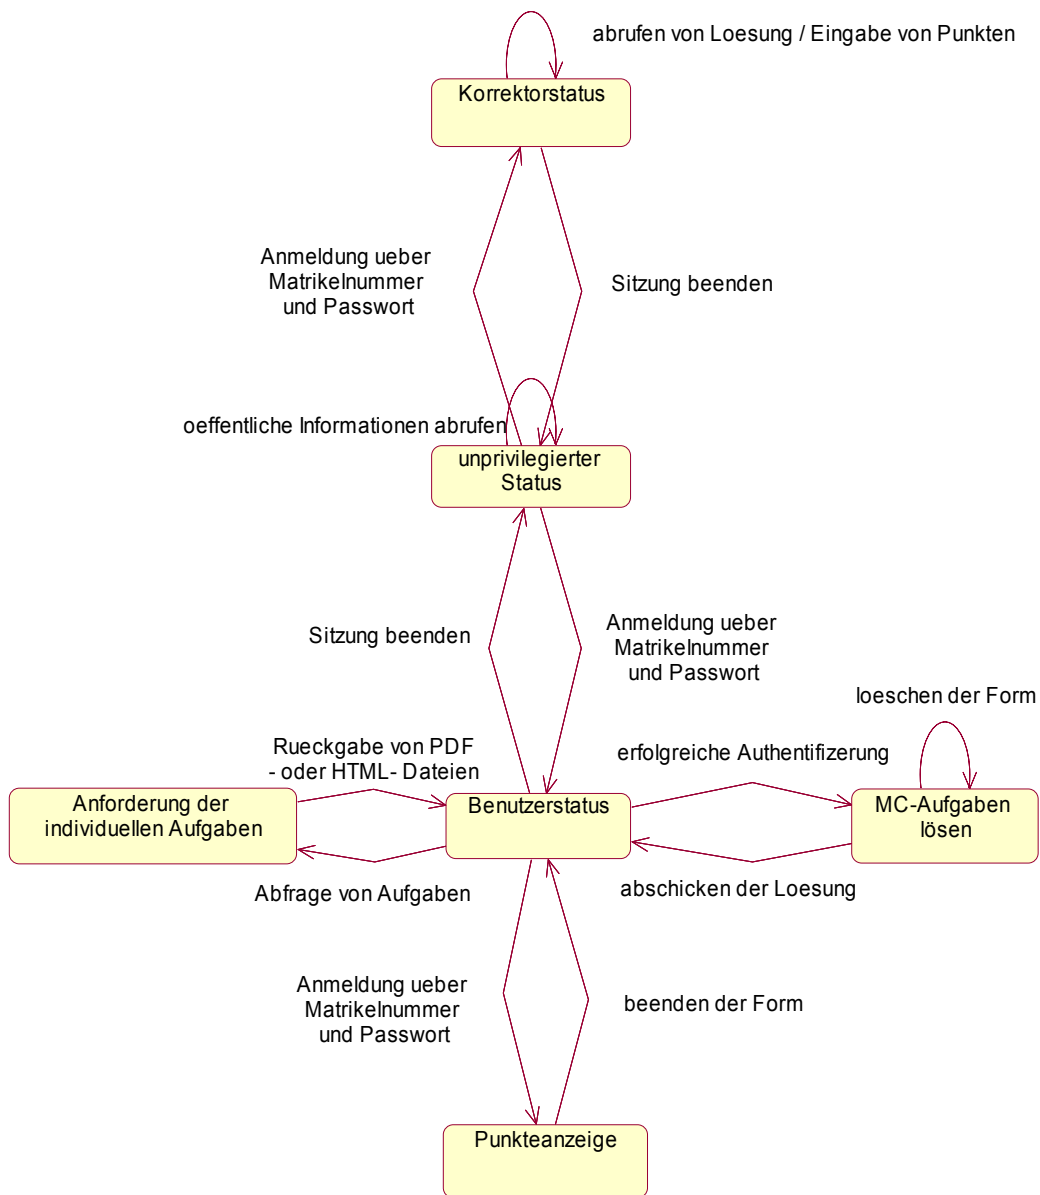 abrufen von Loesung / Eingabe von Punkten
Korrektorstatus
Anmeldung ueber
Matrikelnummer
und Passwort
Sitzung beenden
oeffentliche Informationen abrufen
unprivilegierter
Status
Sitzung beenden
Anmeldung ueber
Matrikelnummer
und Passwort
loeschen der Form
Rueckgabe von PDF
- oder HTML- Dateien
erfolgreiche Authentifizerung
Anforderung der
individuellen Aufgaben
Benutzerstatus
MC-Aufgaben
lösen
Abfrage von Aufgaben
abschicken der Loesung
Anmeldung ueber
Matrikelnummer
und Passwort
beenden der Form
Punkteanzeige